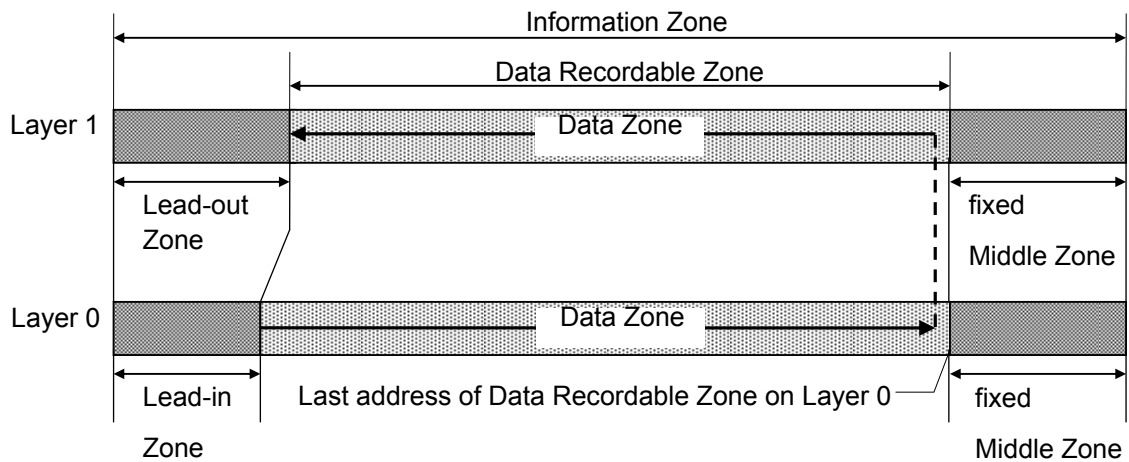 Information Zone
Data Recordable Zone
Layer 1
Data Zone
Lead-out
Zone
fixed
Middle Zone
Layer 0
Data Zone
Lead-in
Zone
Last address of Data Recordable Zone on Layer 0
fixed
Middle Zone